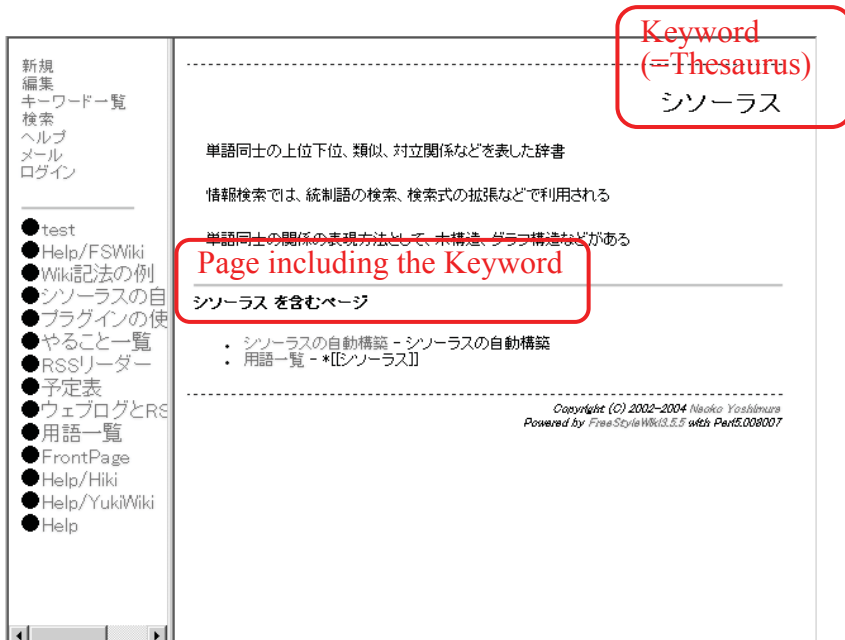 Keyword
(=Thesaurus)
シソーラス
新規
編集
キーワード一覧
検索
ヘルプ
メール
ログイン
●test
●Help/FSWiki
●Wiki記法の例
●シソーラスの自
●プラグインの使
●やること一覧
●RSSリーダー
●予定表
●ウェブログとRS
●用語一覧
●FrontPage
●Help/Hiki
●Help/YukiWiki
●Help
単語同士の上位下位、類似、対立関係などを表した辞書
情報検索では、統制語の検索、検索式の拡張などで利用される
単語同士の関係の表現方法として、木構造、グラフ構造などがある
Page including the Keyword
シソーラス を含むページ
・ シソーラスの自動構築 - シソーラスの自動構築
・ 用語一覧 - *[[シソーラス]]
Copyright (C) 2002-2004 Naoko Yoshimura
Powered by FreeStyleWiki3.5.5 with Perl5.008007